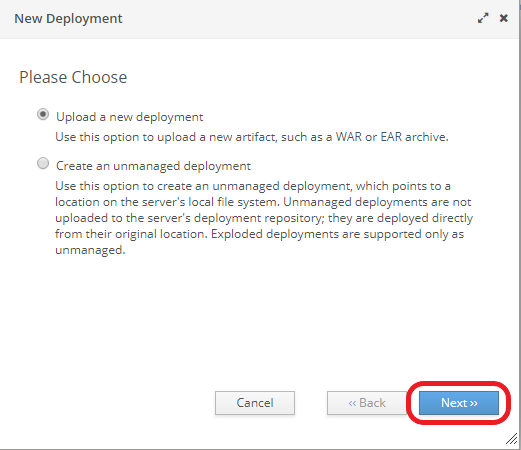 New Deployment
Please Choose
Upload a new deployment
Use this option to upload a new artifact, such as a WAR or EAR archive.
Create an unmanaged deployment
Use this option to create an unmanaged deployment, which points to a
location on the server's local file system. Unmanaged deployments are not
uploaded to the server's deployment repository; they are deployed directly
from their original location. Exploded deployments are supported only as
unmanaged.
Cancel
‹‹ Back
Next ››